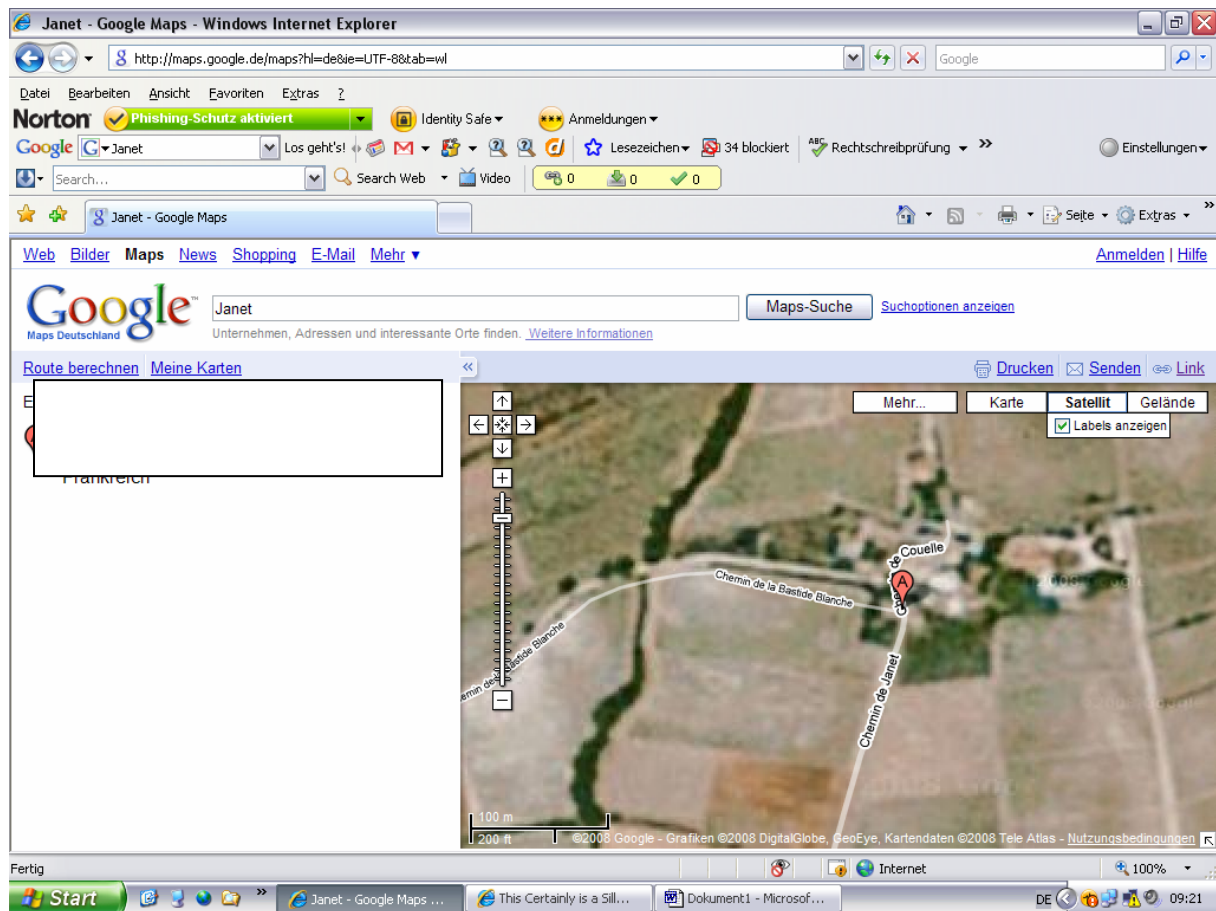 Janet - Google Maps - Windows Internet Explorer
http://maps.google.de/maps?hl=de&ie=UTF-8&tab=wl
Google
Datei Bearbeiten Ansicht Favoriten Extras ?
Norton Phishing-Schutz aktiviert Identity Safe Anmeldungen
Google G Janet Los geht's! Lesezeichen 34 blockiert ABC Rechtschreibprüfung » Einstellungen
Search... Search Web Video 0 0 0
Janet - Google Maps Seite Extras »
Web Bilder Maps News Shopping E-Mail Mehr ▼ Anmelden | Hilfe
Google™ Maps Deutschland
Janet Maps-Suche Suchoptionen anzeigen
Unternehmen, Adressen und interessante Orte finden. Weitere Informationen
Route berechnen Meine Karten « Drucken Senden Link
E
Frankreich
Mehr... Karte Satellit Gelände
Labels anzeigen
de Couelle
Chemin de la Bastide Blanche
A
Bastide Blanche
Chemin de Janet
100 m
200 ft
©2008 Google - Grafiken ©2008 DigitalGlobe, GeoEye, Kartendaten ©2008 Tele Atlas - Nutzungsbedingungen
Fertig Internet 100%
Start » Janet - Google Maps ... This Certainly is a Sill... Dokument1 - Microsof... DE 09:21